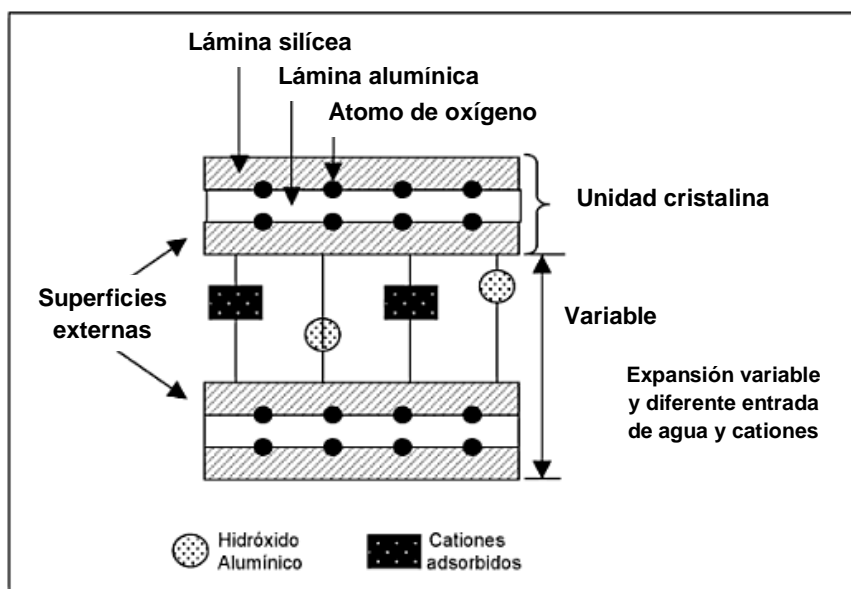 Lámina silícea
Lámina alumínica
Atomo de oxígeno
Unidad cristalina
Superficies
externas
Variable
Expansión variable
y diferente entrada
de agua y cationes
Hidróxido
Alumínico
Cationes
adsorbidos